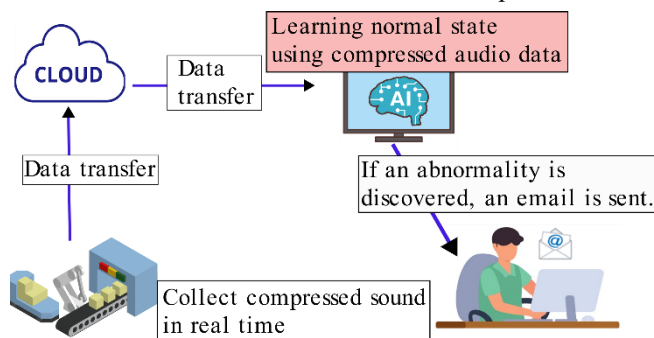 Learning normal state
using compressed audio data
CLOUD
Data
transfer
AI
Data transfer
If an abnormality is
discovered, an email is sent.
@
Collect compressed sound
in real time